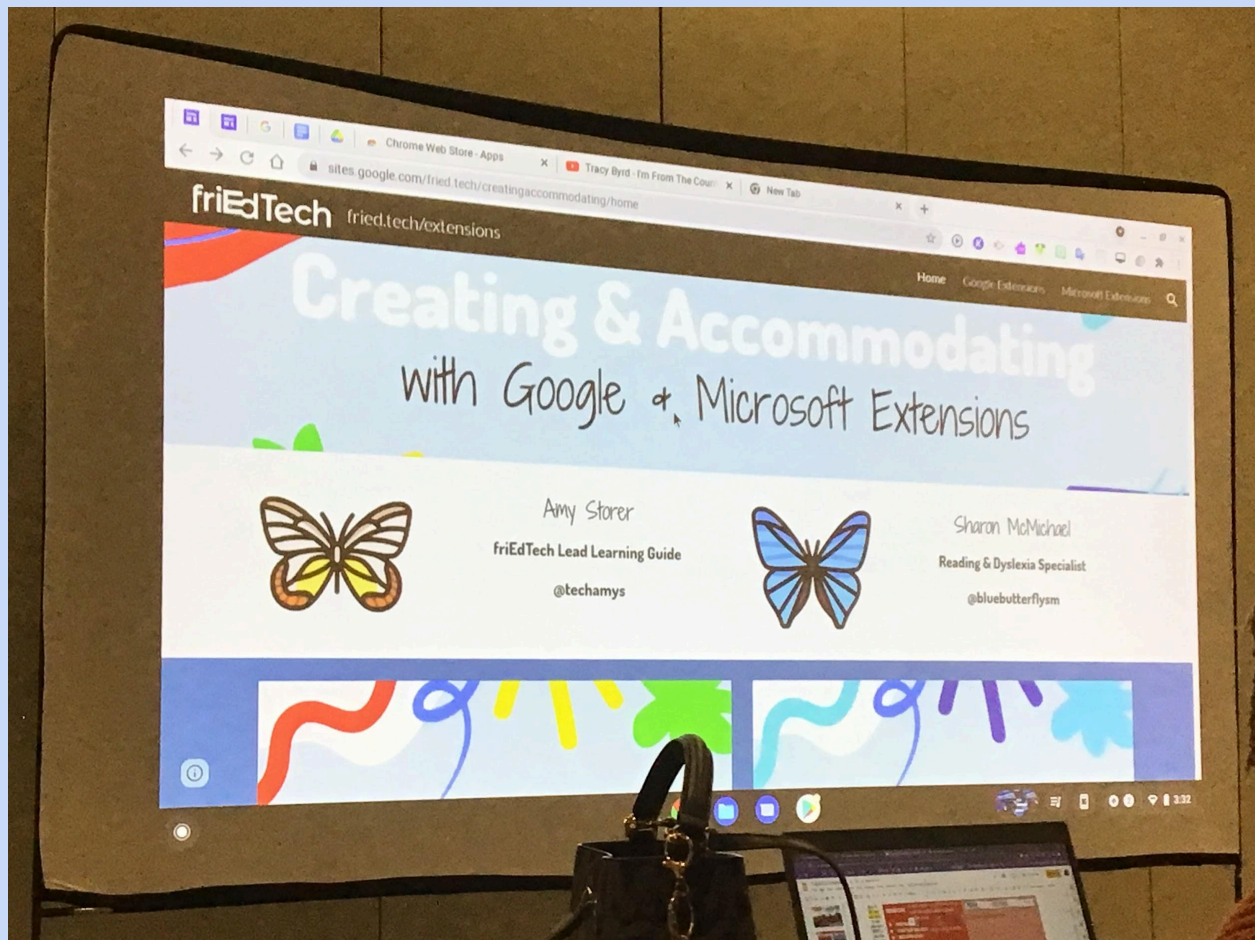 Chrome Web Store - Apps
Tracy Byrd - I'm From The Coun
New Tab
sites.google.com/fried.tech/creatingaccommodating/home
friEdTech
fried.tech/extensions
Home
Google Extensions
Microsoft Extensions
Creating & Accommodating
with Google & Microsoft Extensions
Amy Storer
friEdTech Lead Learning Guide
@techamys
Sharon McMichael
Reading & Dyslexia Specialist
@bluebutterflysm
3:32